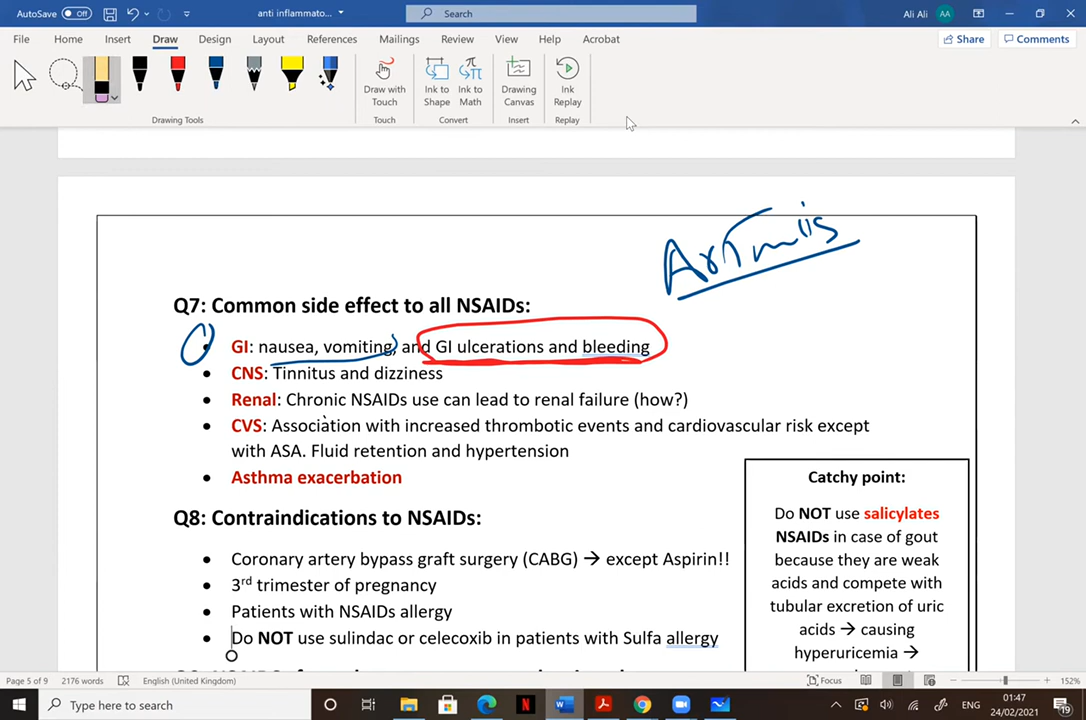 AutoSave Off anti inflammato... Search Ali Ali AA
File Home Insert Draw Design Layout References Mailings Review View Help Acrobat Share Comments
Draw with Touch Ink to Shape Ink to Math Drawing Canvas Ink Replay
Drawing Tools Touch Convert Insert Replay
Q7: Common side effect to all NSAIDs:
• GI: nausea, vomiting, and GI ulcerations and bleeding
• CNS: Tinnitus and dizziness
• Renal: Chronic NSAIDs use can lead to renal failure (how?)
• CVS: Association with increased thrombotic events and cardiovascular risk except
with ASA. Fluid retention and hypertension
• Asthma exacerbation
Q8: Contraindications to NSAIDs:
• Coronary artery bypass graft surgery (CABG) → except Aspirin!!
• 3rd trimester of pregnancy
• Patients with NSAIDs allergy
• Do NOT use sulindac or celecoxib in patients with Sulfa allergy
Catchy point:
Do NOT use salicylates
NSAIDs in case of gout
because they are weak
acids and compete with
tubular excretion of uric
acids → causing
hyperuricemia →
Page 5 of 9 2176 words English (United Kingdom) Focus 152%
Type here to search ENG 01:47
24/02/2021 19